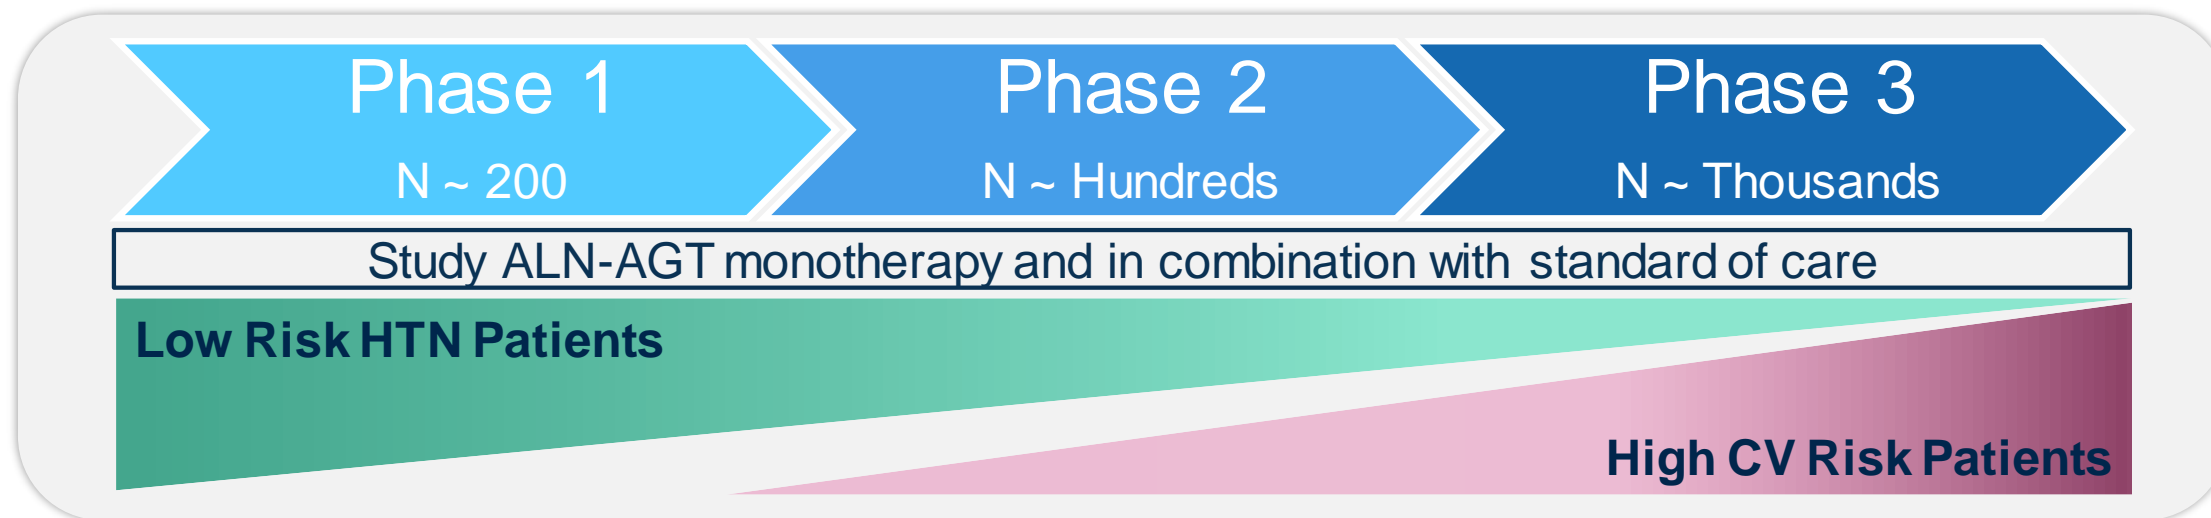 Phase 1
N ~ 200
Phase 2
N ~ Hundreds
Phase 3
N ~ Thousands
Study ALN-AGT monotherapy and in combination with standard of care
Low Risk HTN Patients
High CV Risk Patients